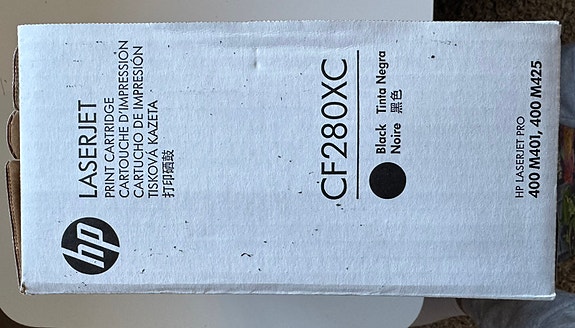 hp
LASERJET
PRINT CARTRIDGE
CARTOUCHE D'IMPRESSION
CARTUCHO DE IMPRESIÓN
TISKOVÁ KAZETA
打印硒鼓
CF280XC
Black Tinta Negra
Noire 黑色
HP LASERJET PRO
400 M401, 400 M425